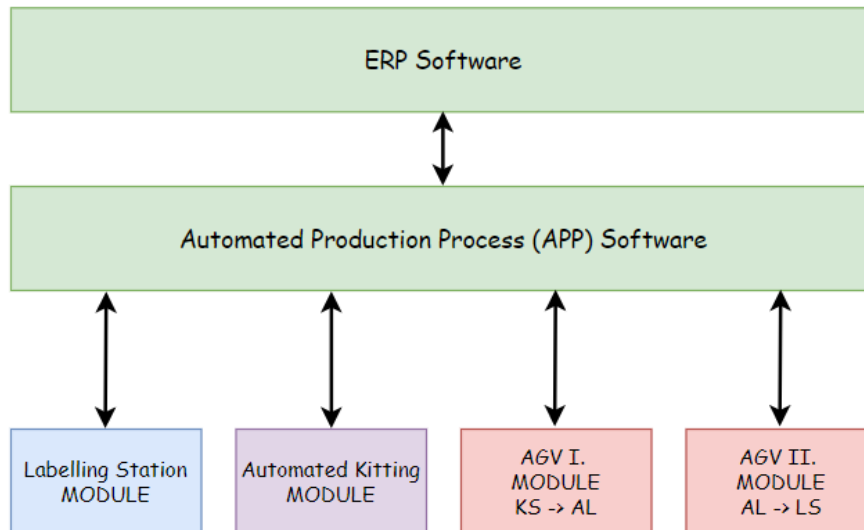 ERP Software
Automated Production Process (APP) Software
Labelling Station
MODULE
Automated Kitting
MODULE
AGV I.
MODULE
KS -> AL
AGV II.
MODULE
AL -> LS